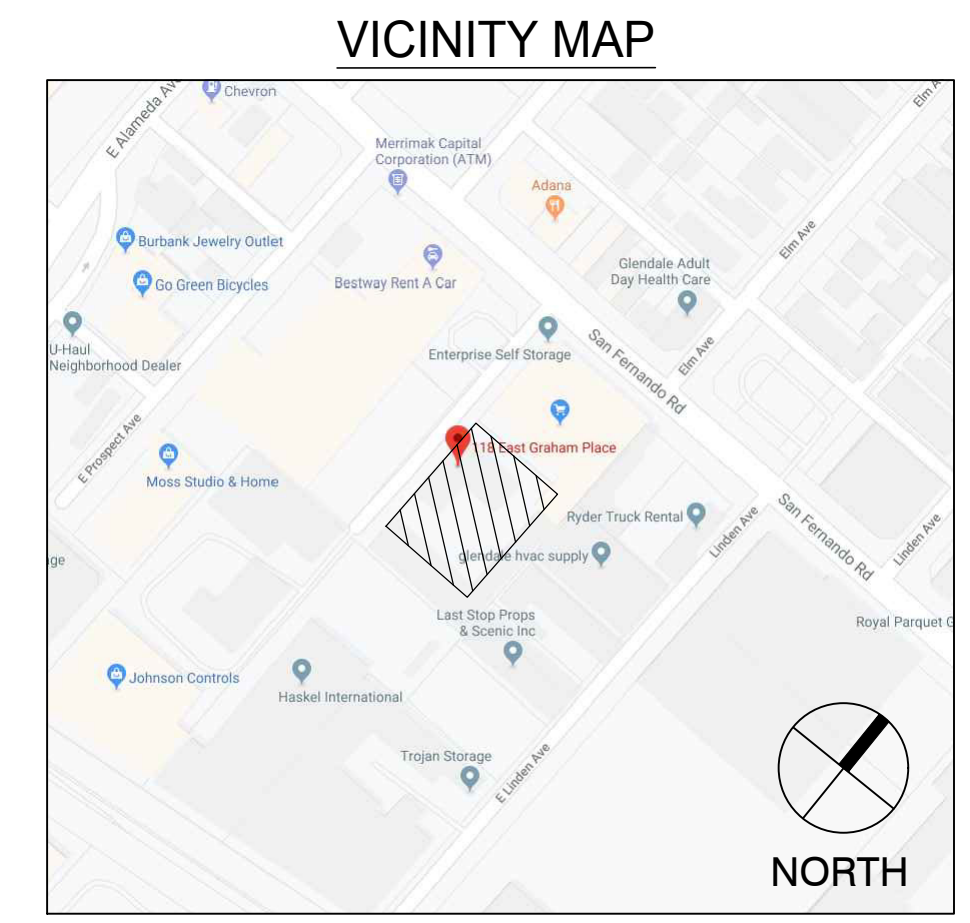 VICINITY MAP
E Alameda Av
Chevron
Elm A
Merrimak Capital
Corporation (ATM)
Adana
Elm Ave
Burbank Jewelry Outlet
Go Green Bicycles
Bestway Rent A Car
Glendale Adult
Day Health Care
U-Haul
Neighborhood Dealer
Enterprise Self Storage
San Fernando Rd
Elm Ave
E Prospect Ave
118 East Graham Place
Moss Studio & Home
Ryder Truck Rental
Linden Ave
San Fernando Rd
Linden Ave
ge
glendale hvac supply
Last Stop Props
& Scenic Inc
Royal Parquet G
Johnson Controls
Haskel International
Trojan Storage
E Linden Ave
NORTH